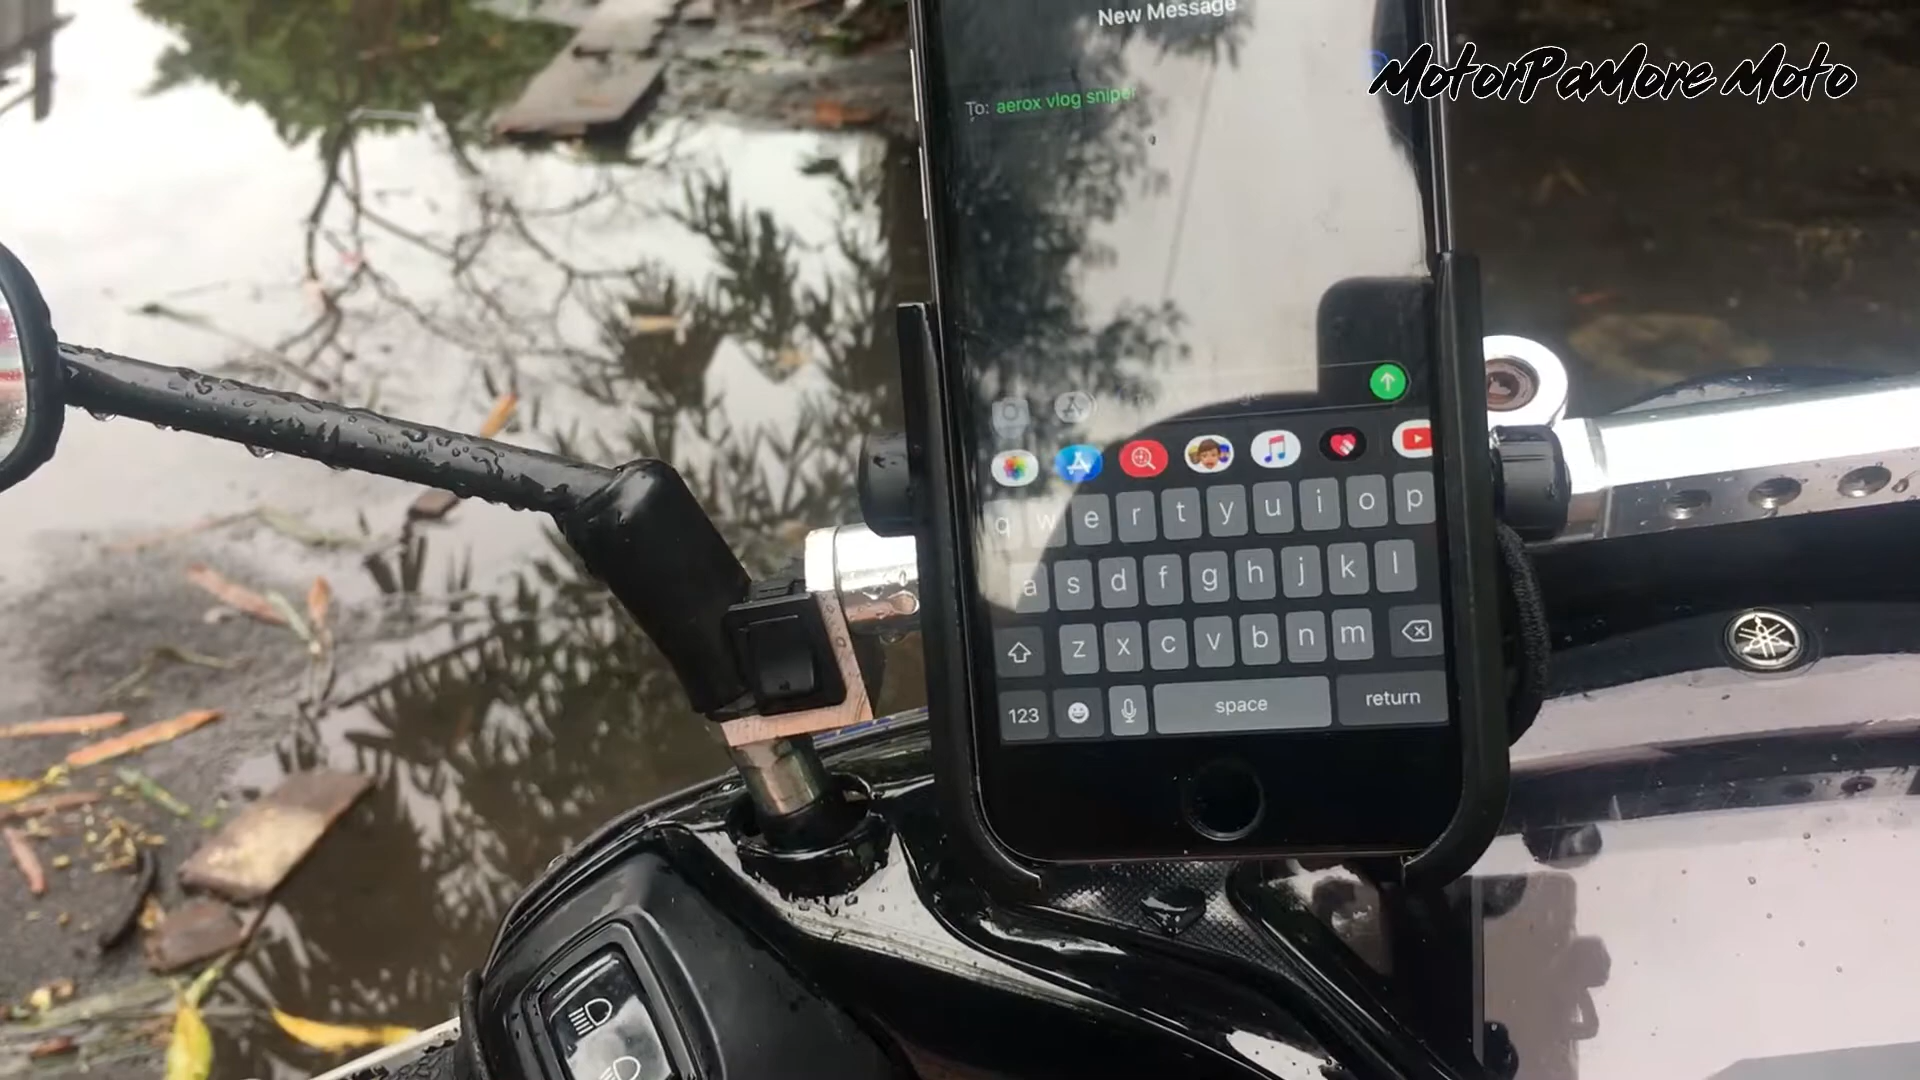 New Message
MotorPaMore Moto
To: aerox vlog sniper
q w e r t y u i o p
a s d f g h j k l
z x c v b n m
123 space return